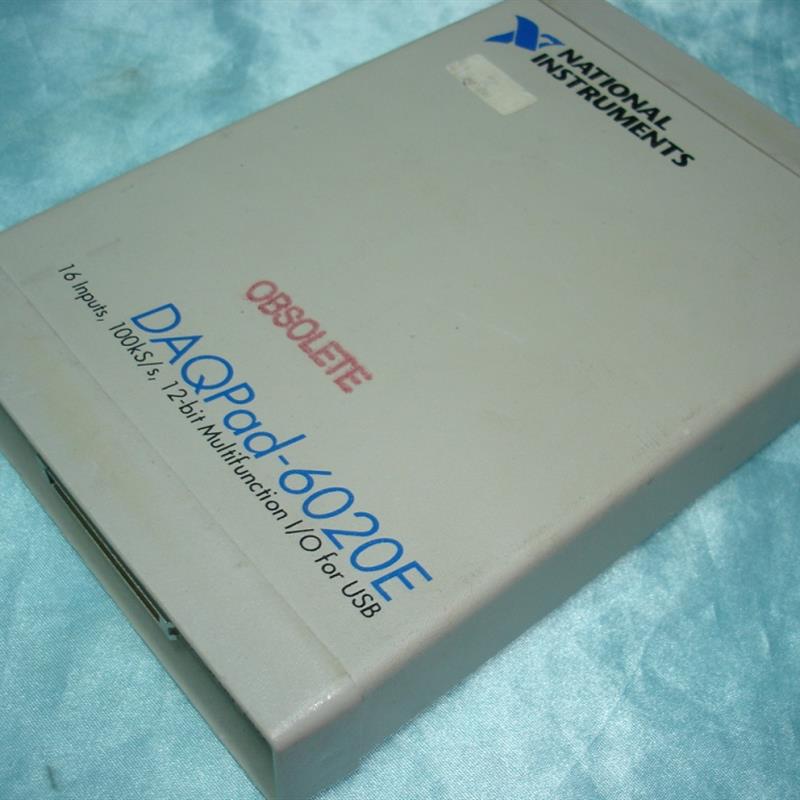 NATIONAL
INSTRUMENTS
OBSOLETE
DAQPad-6020E
16 Inputs, 100kS/s, 12-bit Multifunction I/O for USB